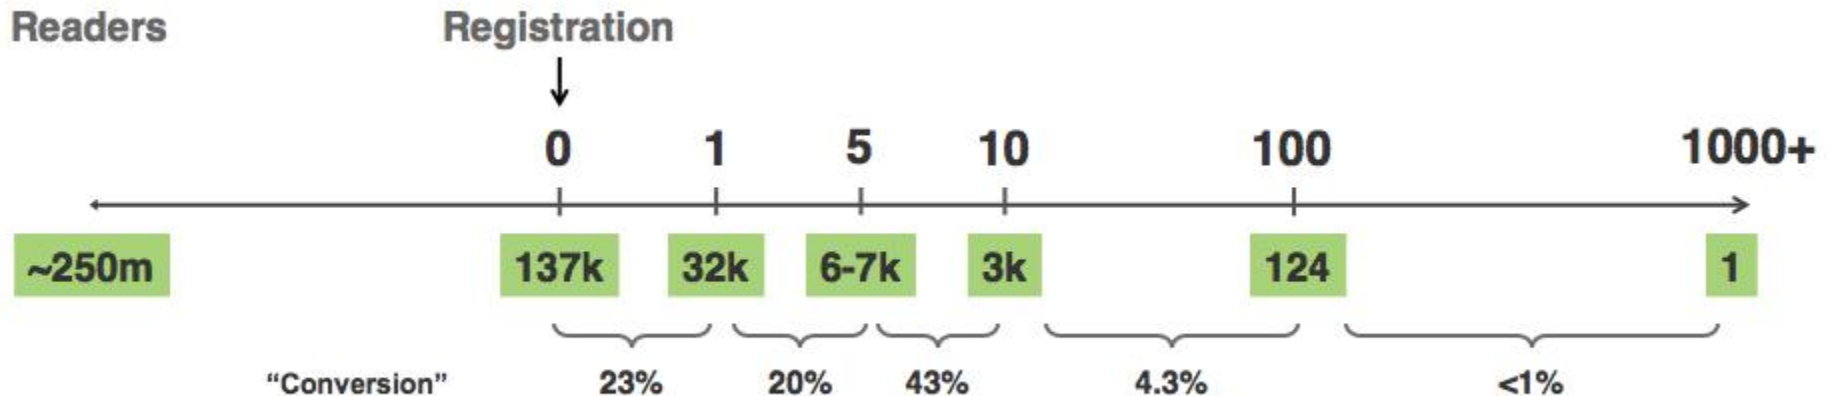 Readers Registration
0 1 5 10 100 1000+
~250m 137k 32k 6-7k 3k 124 1
“Conversion” 23% 20% 43% 4.3% <1%